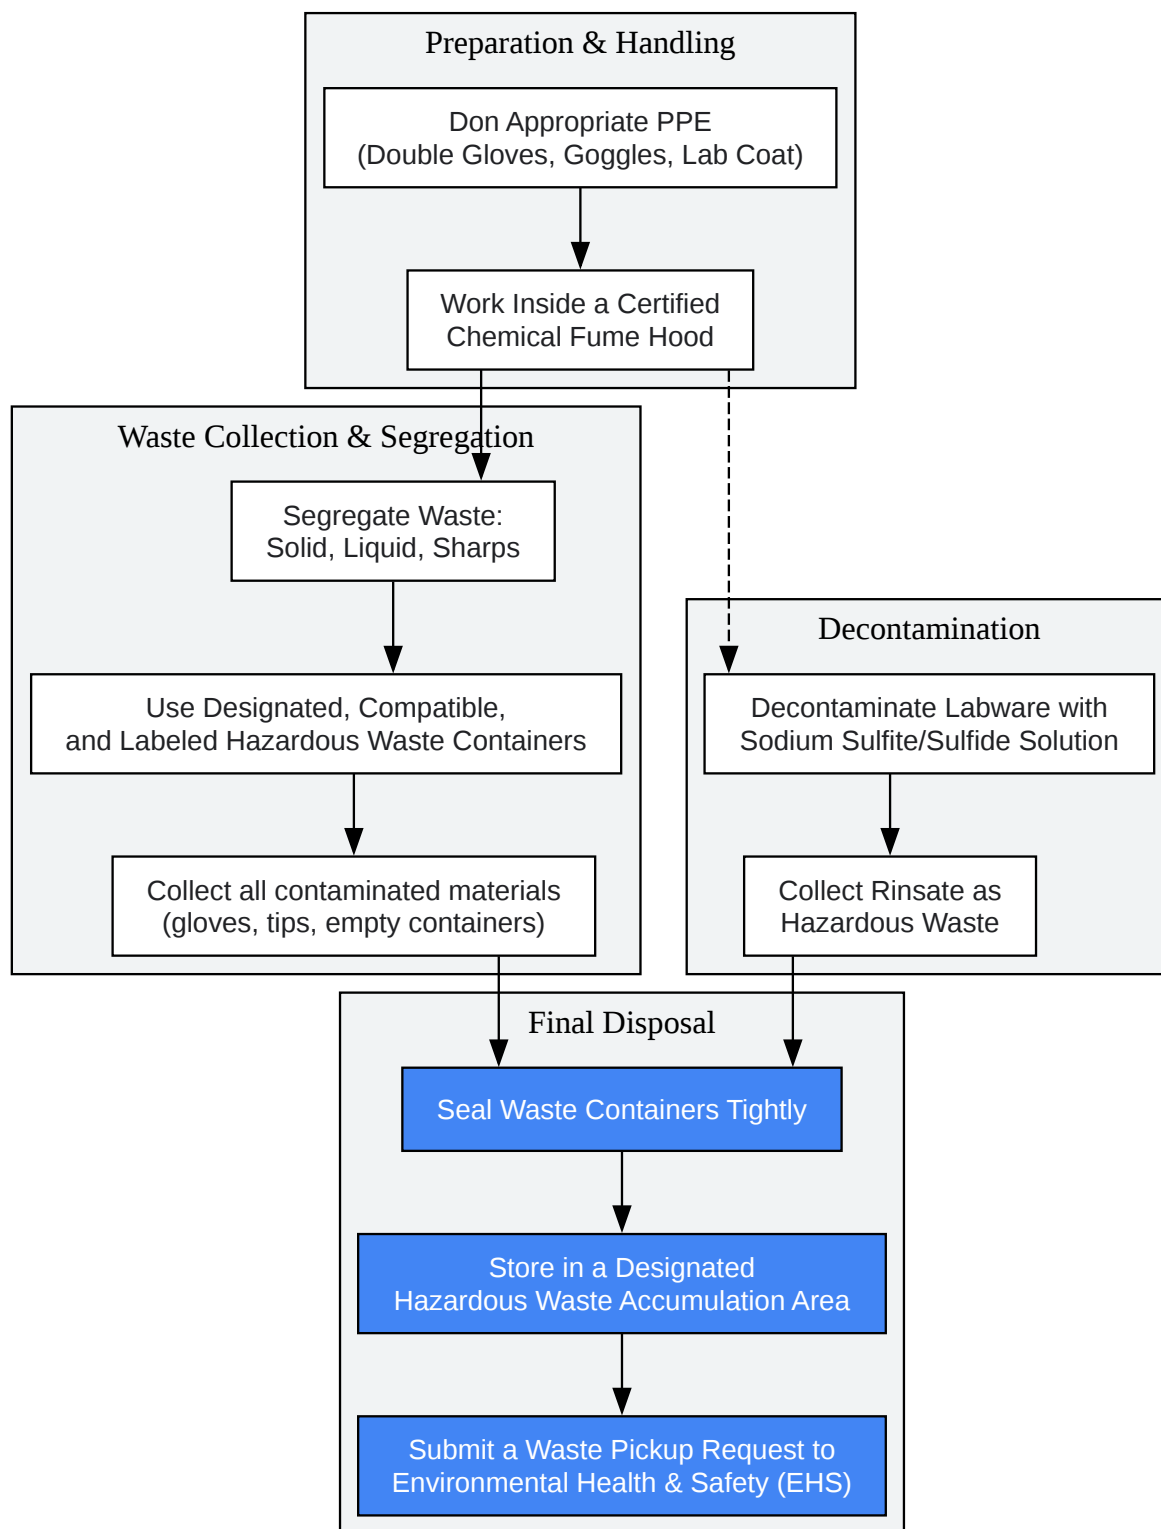 Preparation & Handling
Don Appropriate PPE
(Double Gloves, Goggles, Lab Coat)
Work Inside a Certified
Chemical Fume Hood
Waste Collection & Segregation
Segregate Waste:
Solid, Liquid, Sharps
Use Designated, Compatible,
and Labeled Hazardous Waste Containers
Collect all contaminated materials
(gloves, tips, empty containers)
Decontamination
Decontaminate Labware with
Sodium Sulfite/Sulfide Solution
Collect Rinsate as
Hazardous Waste
Final Disposal
Seal Waste Containers Tightly
Store in a Designated
Hazardous Waste Accumulation Area
Submit a Waste Pickup Request to
Environmental Health & Safety (EHS)